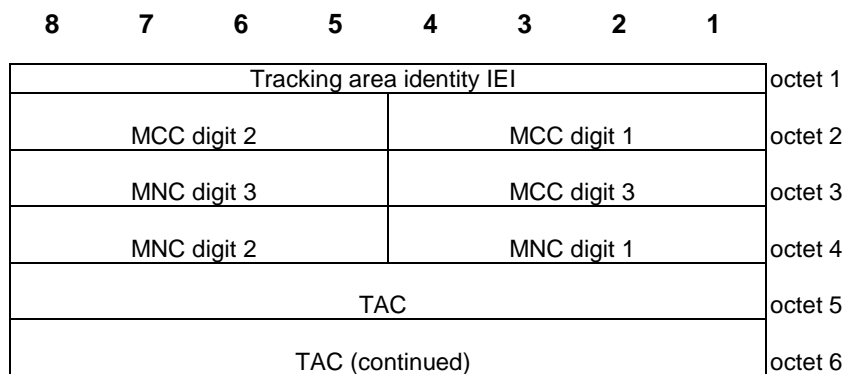 8 7 6 5 4 3 2 1
Tracking area identity IEI octet 1
MCC digit 2 MCC digit 1 octet 2
MNC digit 3 MCC digit 3 octet 3
MNC digit 2 MNC digit 1 octet 4
TAC octet 5
TAC (continued) octet 6